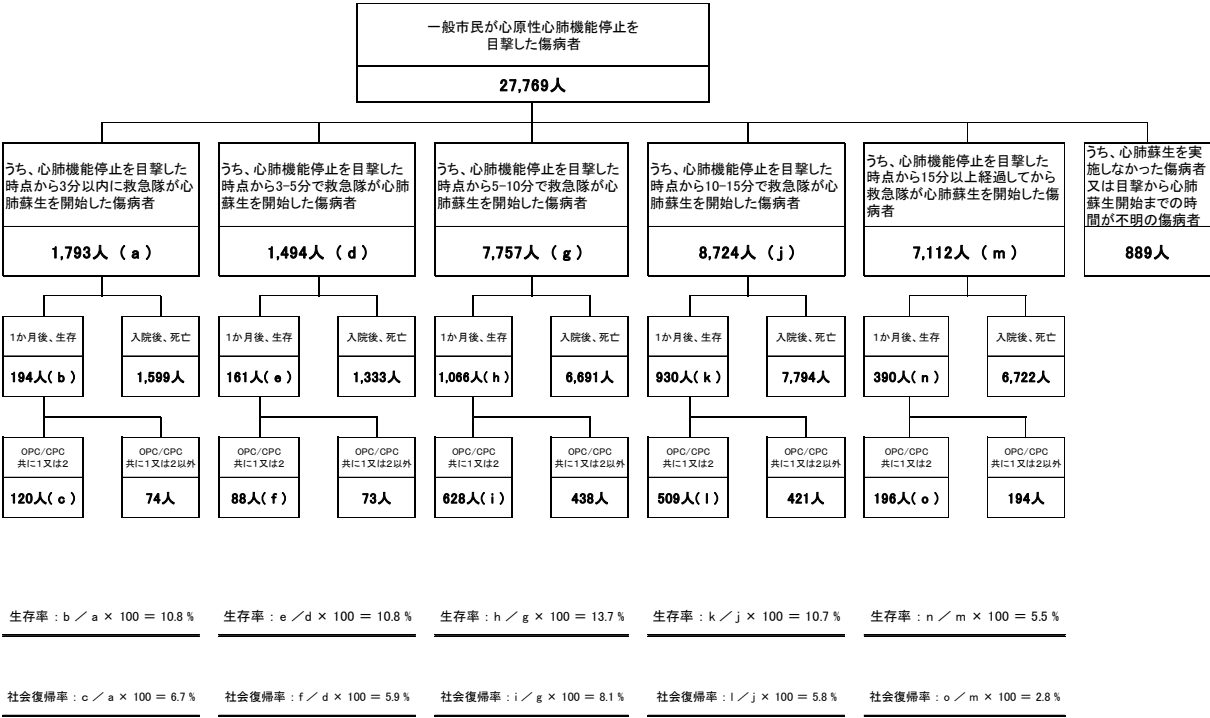 一般市民が心原性心肺機能停止を
目撃した傷病者
27,769人
うち、心肺機能停止を目撃した
時点から3分以内に救急隊が心
肺蘇生を開始した傷病者
1,793人 ( a )
うち、心肺機能停止を目撃した
時点から3-5分で救急隊が心肺
蘇生を開始した傷病者
1,494人 ( d )
うち、心肺機能停止を目撃した
時点から5-10分で救急隊が心
肺蘇生を開始した傷病者
7,757人 ( g )
うち、心肺機能停止を目撃した
時点から10-15分で救急隊が心
肺蘇生を開始した傷病者
8,724人 ( j )
うち、心肺機能停止を目撃した
時点から15分以上経過してから
救急隊が心肺蘇生を開始した傷
病者
7,112人 ( m )
うち、心肺蘇生を実
施しなかった傷病者
又は目撃から心肺
蘇生開始までの時
間が不明の傷病者
889人
1か月後、生存
194人( b )
入院後、死亡
1,599人
1か月後、生存
161人( e )
入院後、死亡
1,333人
1か月後、生存
1,066人( h )
入院後、死亡
6,691人
1か月後、生存
930人( k )
入院後、死亡
7,794人
1か月後、生存
390人( n )
入院後、死亡
6,722人
OPC/CPC
共に1又は2
120人( c )
OPC/CPC
共に1又は2以外
74人
OPC/CPC
共に1又は2
88人( f )
OPC/CPC
共に1又は2以外
73人
OPC/CPC
共に1又は2
628人( i )
OPC/CPC
共に1又は2以外
438人
OPC/CPC
共に1又は2
509人( l )
OPC/CPC
共に1又は2以外
421人
OPC/CPC
共に1又は2
196人( o )
OPC/CPC
共に1又は2以外
194人
生存率 : b / a × 100 = 10.8 %
生存率 : e / d × 100 = 10.8 %
生存率 : h / g × 100 = 13.7 %
生存率 : k / j × 100 = 10.7 %
生存率 : n / m × 100 = 5.5 %
社会復帰率 : c / a × 100 = 6.7 %
社会復帰率 : f / d × 100 = 5.9 %
社会復帰率 : i / g × 100 = 8.1 %
社会復帰率 : l / j × 100 = 5.8 %
社会復帰率 : o / m × 100 = 2.8 %